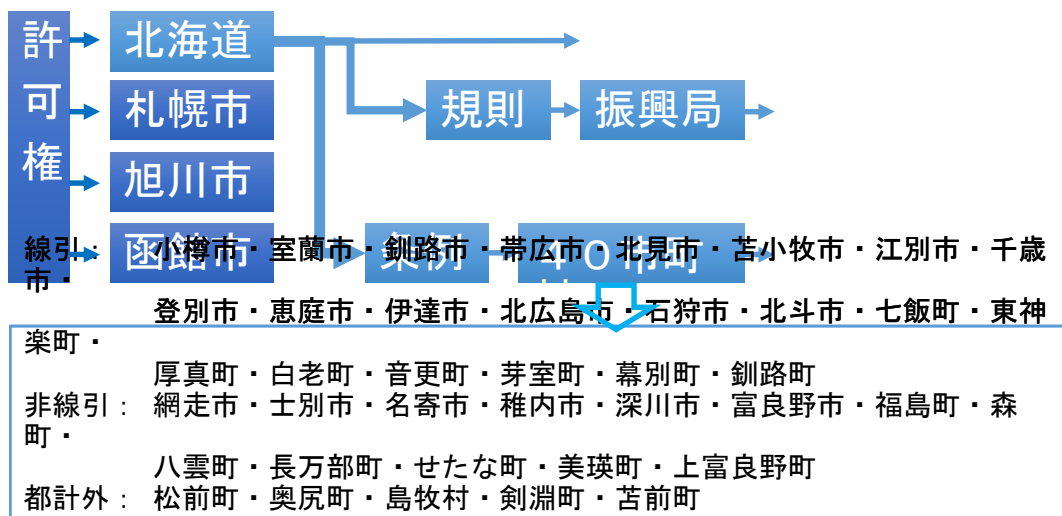 許可権
北海道
札幌市
規則
振興局
旭川市
函館市
条例
４０市町
線引： 小樽市・室蘭市・釧路市・帯広市・北見市・苫小牧市・江別市・千歳
市・
登別市・恵庭市・伊達市・北広島市・石狩市・北斗市・七飯町・東神
楽町・
厚真町・白老町・音更町・芽室町・幕別町・釧路町
非線引： 網走市・士別市・名寄市・稚内市・深川市・富良野市・福島町・森
町・
八雲町・長万部町・せたな町・美瑛町・上富良野町
都計外： 松前町・奥尻町・島牧村・剣淵町・苫前町